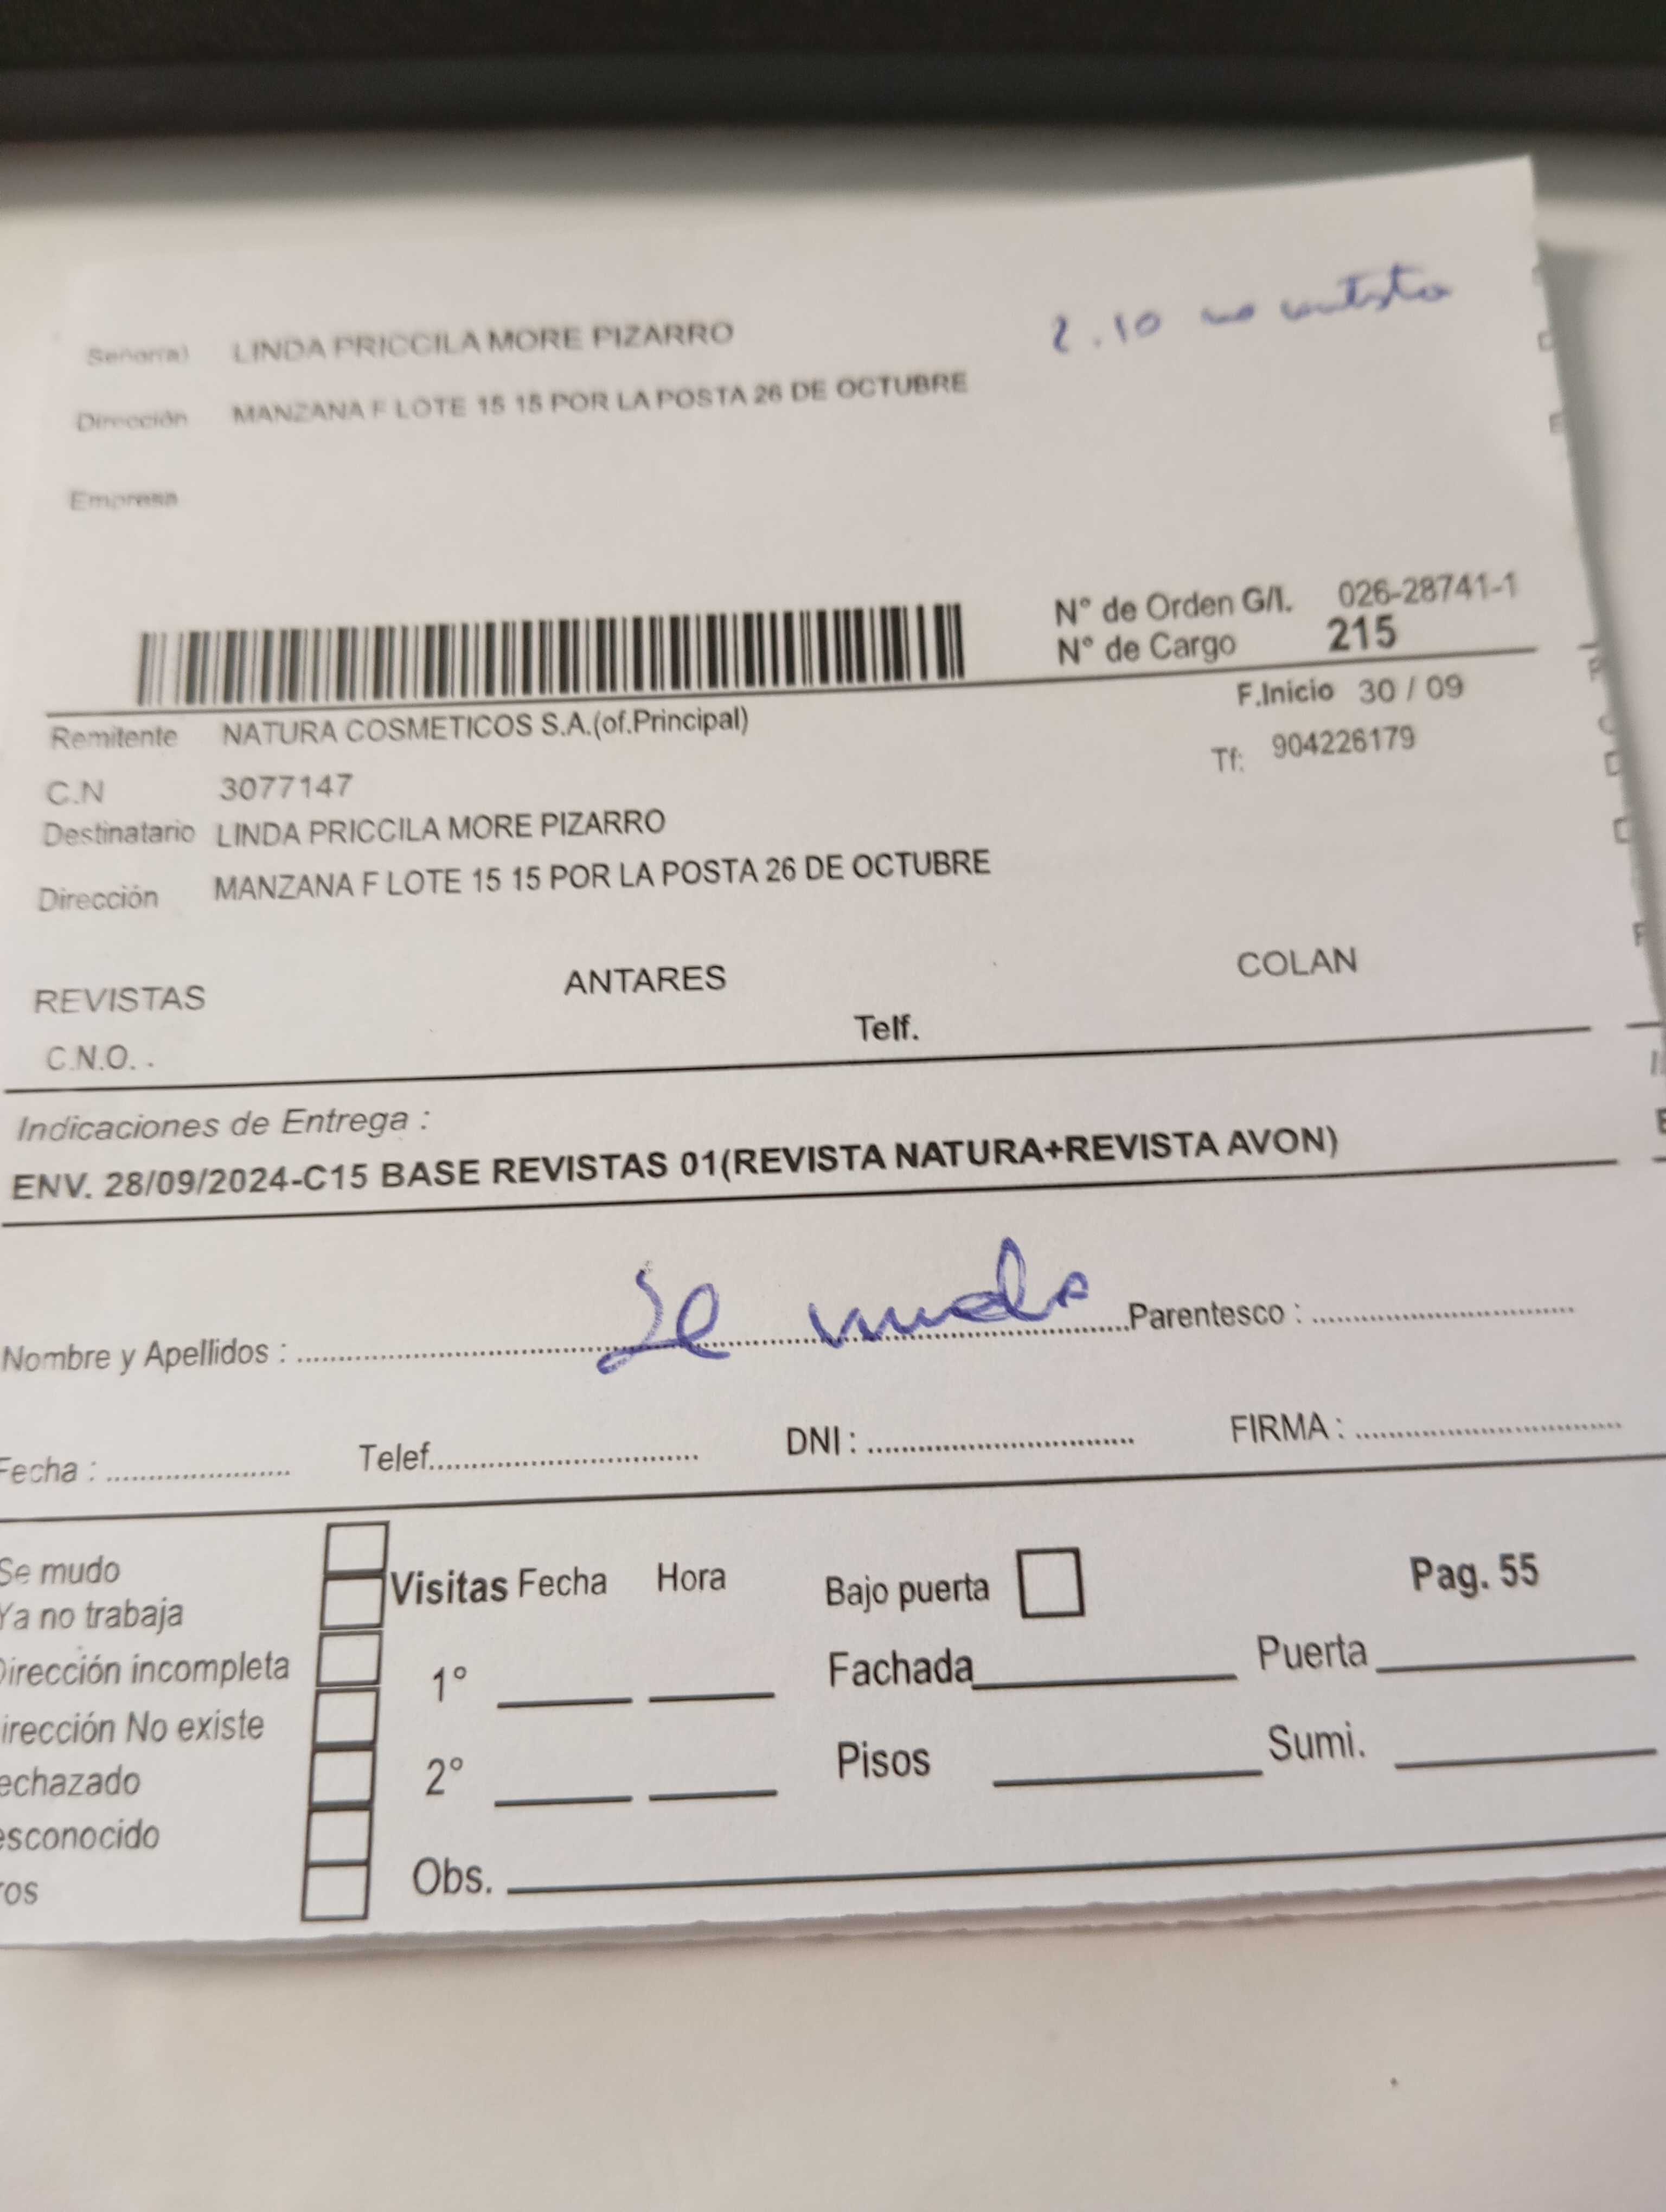 Señor(a) LINDA PRICCILA MORE PIZARRO 2.10 no contesta
Dirección MANZANA F LOTE 15 15 POR LA POSTA 26 DE OCTUBRE
Empresa
N° de Orden G/I. 026-28741-1
N° de Cargo 215
F.Inicio 30 / 09
Remitente NATURA COSMETICOS S.A.(of.Principal)
Tf: 904226179
C.N 3077147
Destinatario LINDA PRICCILA MORE PIZARRO
Dirección MANZANA F LOTE 15 15 POR LA POSTA 26 DE OCTUBRE
REVISTAS ANTARES COLAN
C.N.O. . Telf.
Indicaciones de Entrega :
ENV. 28/09/2024-C15 BASE REVISTAS 01(REVISTA NATURA+REVISTA AVON)
Se mudo
Nombre y Apellidos : Parentesco :
Fecha : Telef. DNI : FIRMA :
Se mudo
Ya no trabaja
Dirección incompleta
irección No existe
echazado
esconocido
ros
Visitas Fecha Hora
1°
2°
Obs.
Bajo puerta Pag. 55
Fachada Puerta
Pisos Sumi.